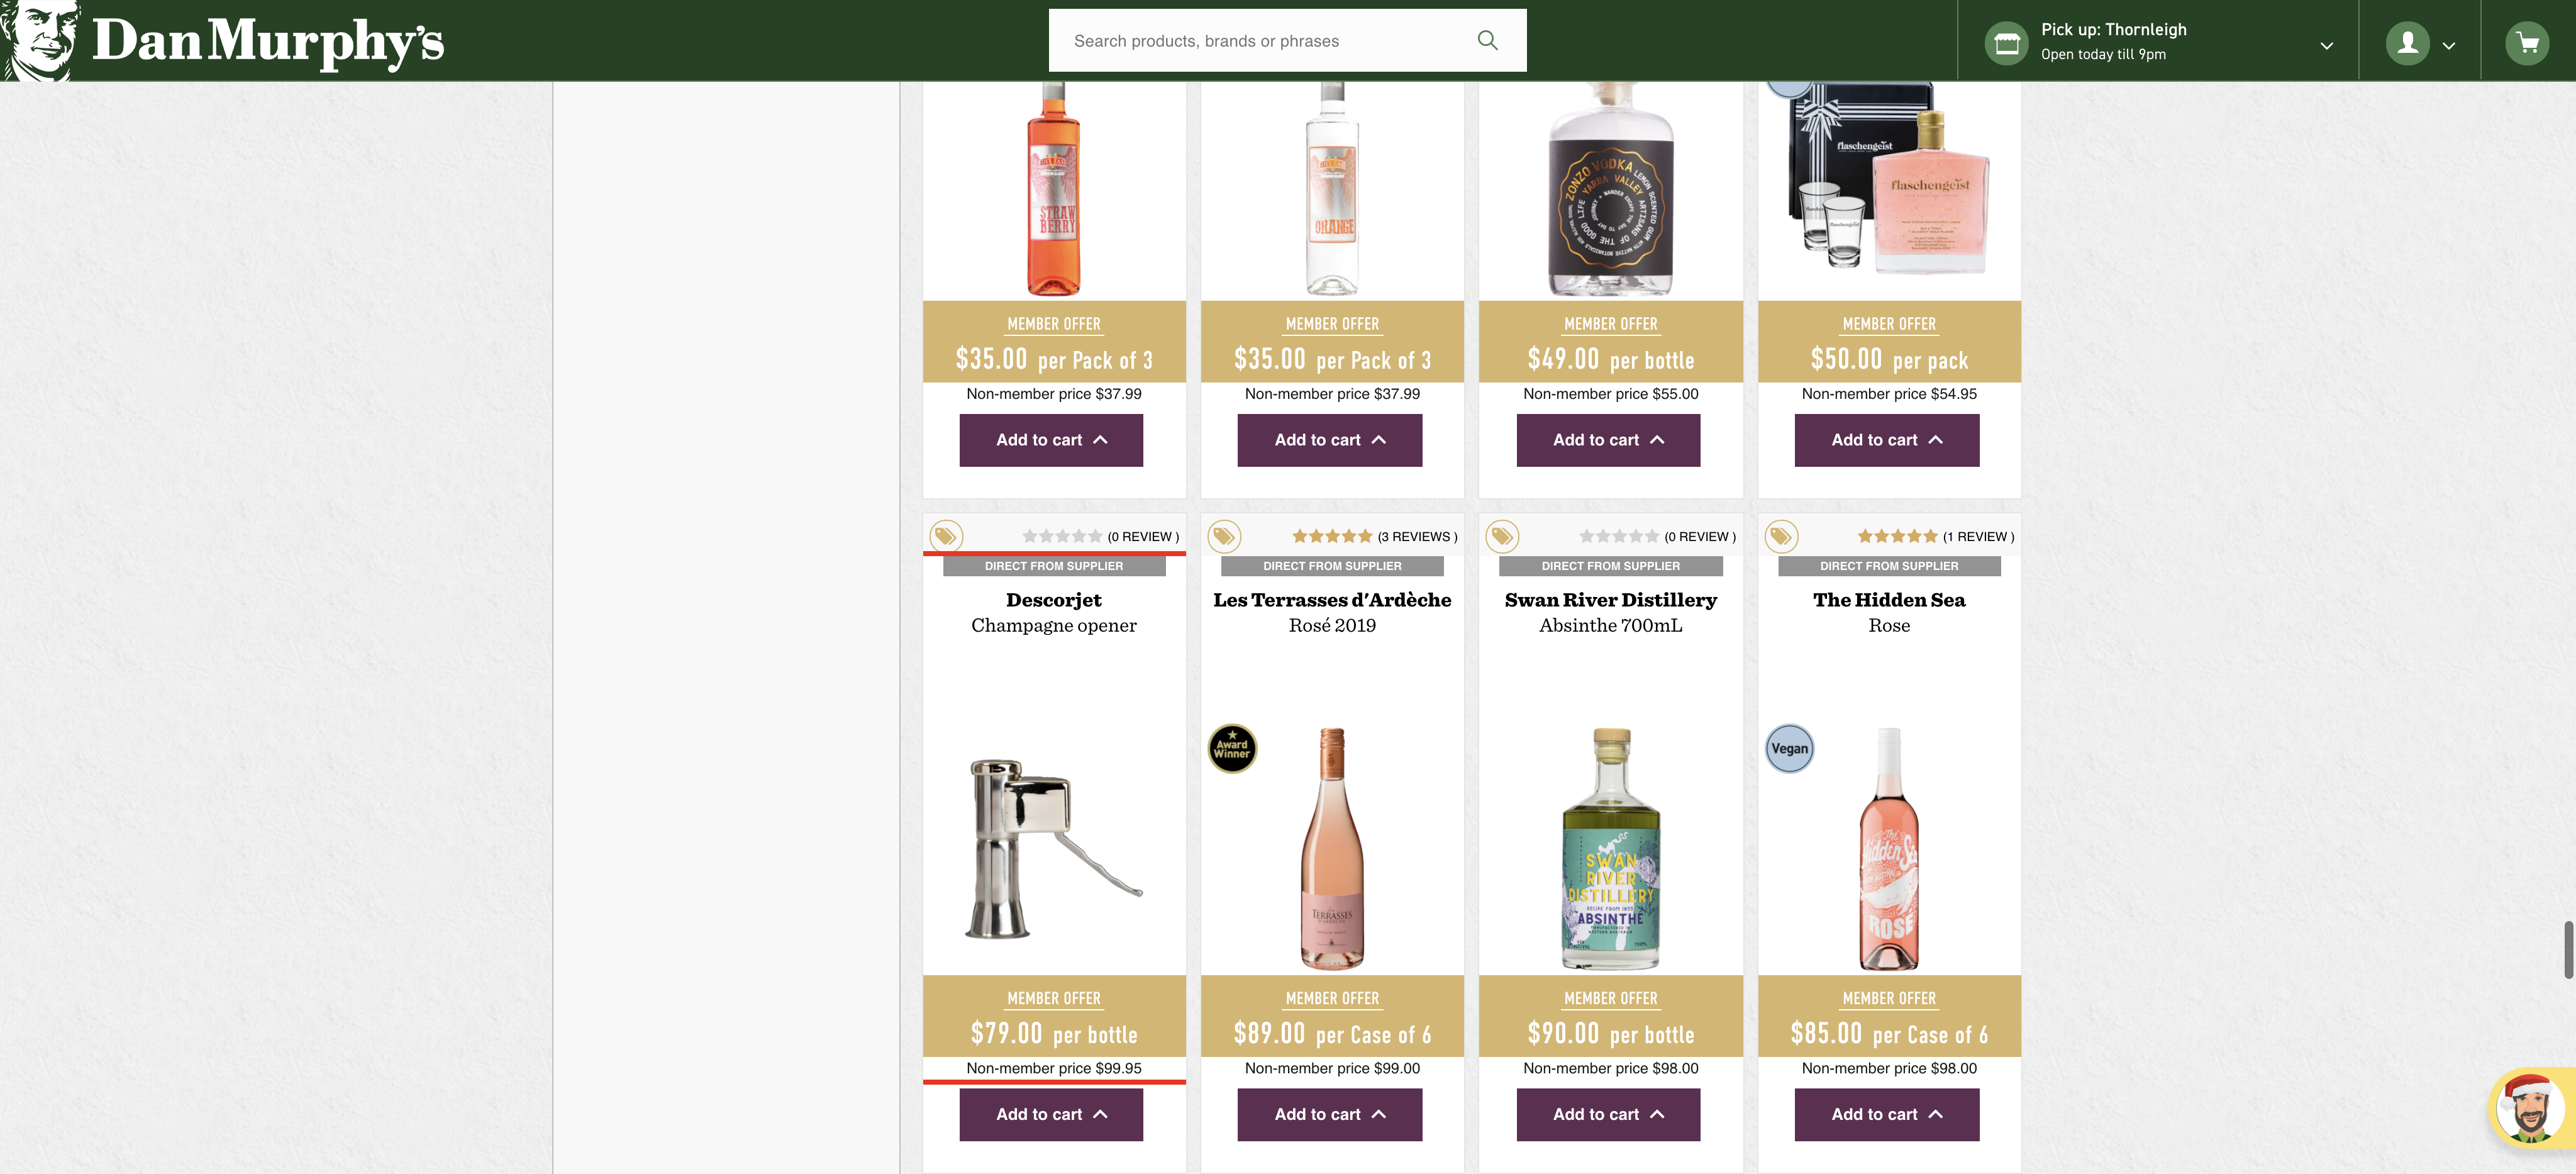 Dan Murphy's
Search products, brands or phrases
Pick up: Thornleigh
Open today till 9pm
STRAW
BERRY
ORANGE
ZONZO VODKA
YARRA VALLEY
flaschengeist
flaschengeist
MEMBER OFFER
$35.00 per Pack of 3
Non-member price $37.99
Add to cart
MEMBER OFFER
$35.00 per Pack of 3
Non-member price $37.99
Add to cart
MEMBER OFFER
$49.00 per bottle
Non-member price $55.00
Add to cart
MEMBER OFFER
$50.00 per pack
Non-member price $54.95
Add to cart
(0 REVIEW )
DIRECT FROM SUPPLIER
Descorjet
Champagne opener
MEMBER OFFER
$79.00 per bottle
Non-member price $99.95
Add to cart
(3 REVIEWS )
DIRECT FROM SUPPLIER
Les Terrasses d'Ardèche
Rosé 2019
Award
Winner
TERRASSES
MEMBER OFFER
$89.00 per Case of 6
Non-member price $99.00
Add to cart
(0 REVIEW )
DIRECT FROM SUPPLIER
Swan River Distillery
Absinthe 700mL
SWAN
RIVER
DISTILLERY
RECIPE FROM 1855
ABSINTHE
MEMBER OFFER
$90.00 per bottle
Non-member price $98.00
Add to cart
(1 REVIEW )
DIRECT FROM SUPPLIER
The Hidden Sea
Rose
Vegan
The
Hidden Sea
ROSE
MEMBER OFFER
$85.00 per Case of 6
Non-member price $98.00
Add to cart